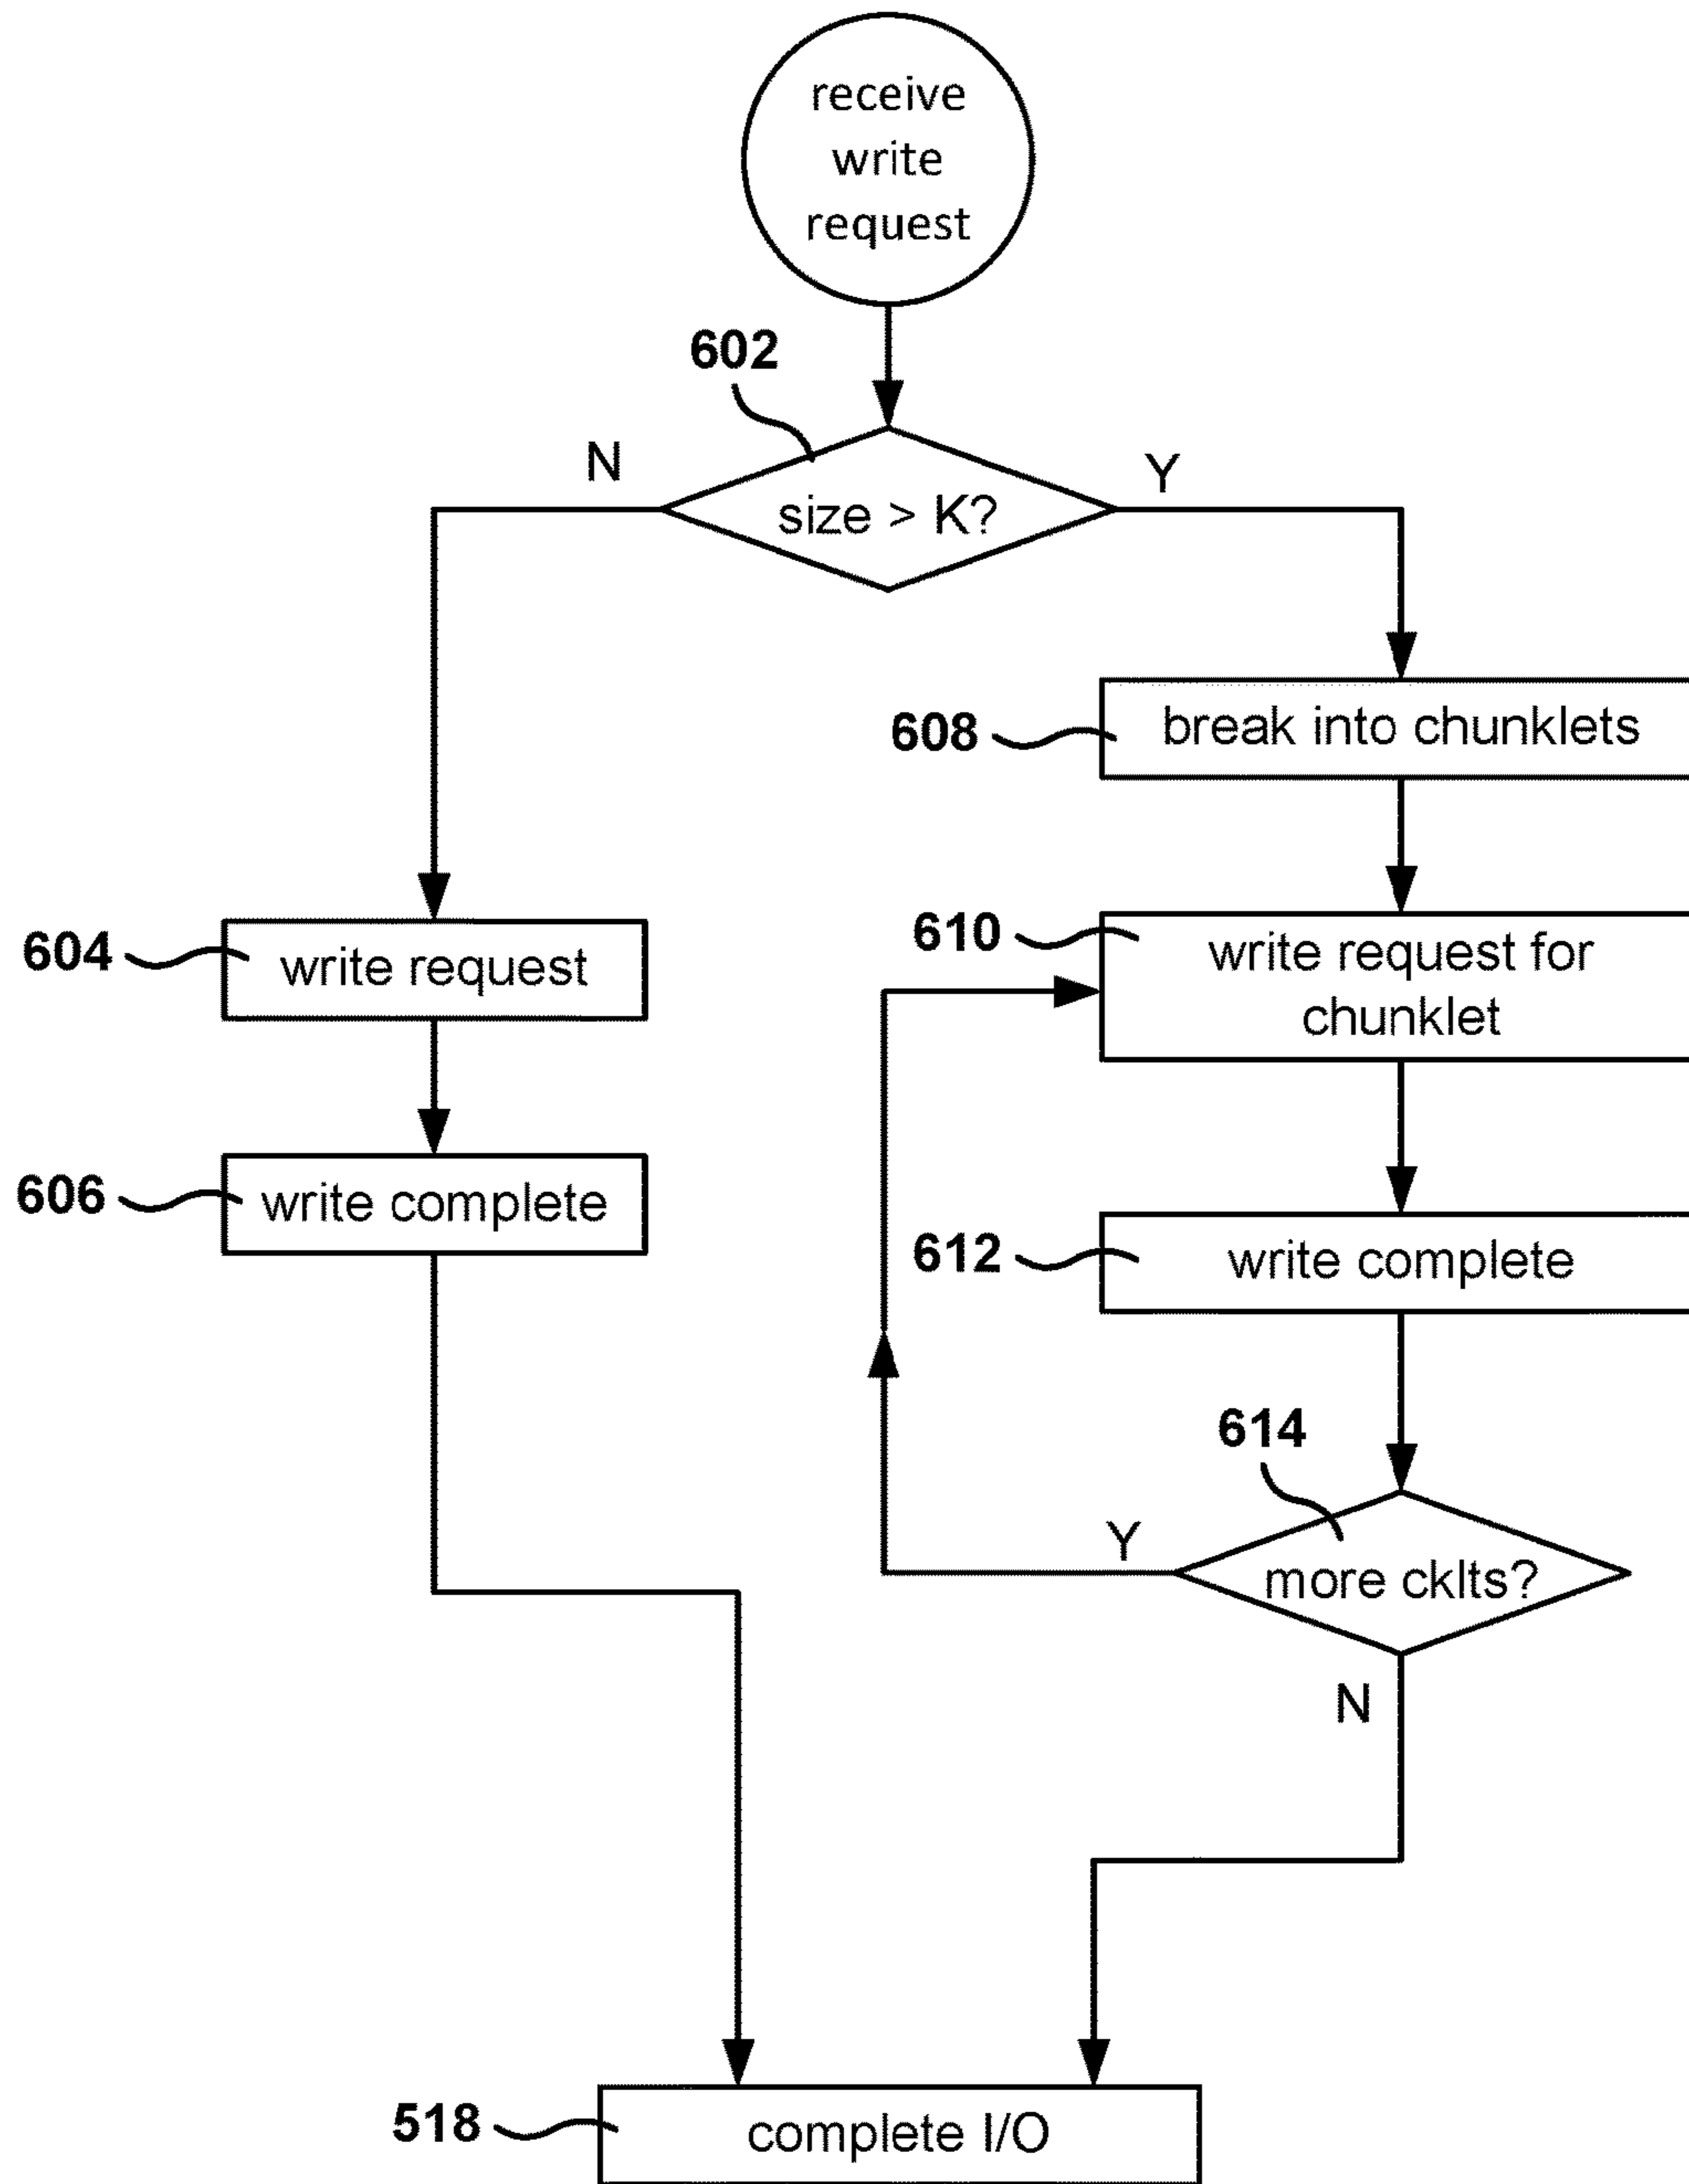 receive
write
request
602
N
Y
size > K?
608
break into chunklets
604
write request
610
write request for
chunklet
606
write complete
612
write complete
614
Y
more cklts?
N
518
complete I/O